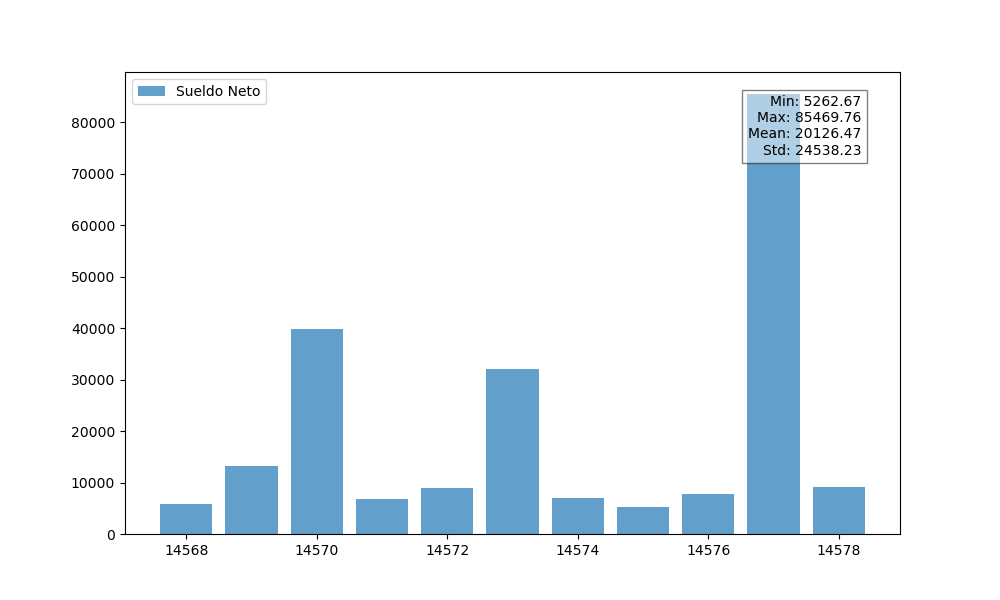 Sueldo Neto
Min: 5262.67
Max: 85469.76
Mean: 20126.47
Std: 24538.23
80000
70000
60000
50000
40000
30000
20000
10000
0
14568 14570 14572 14574 14576 14578